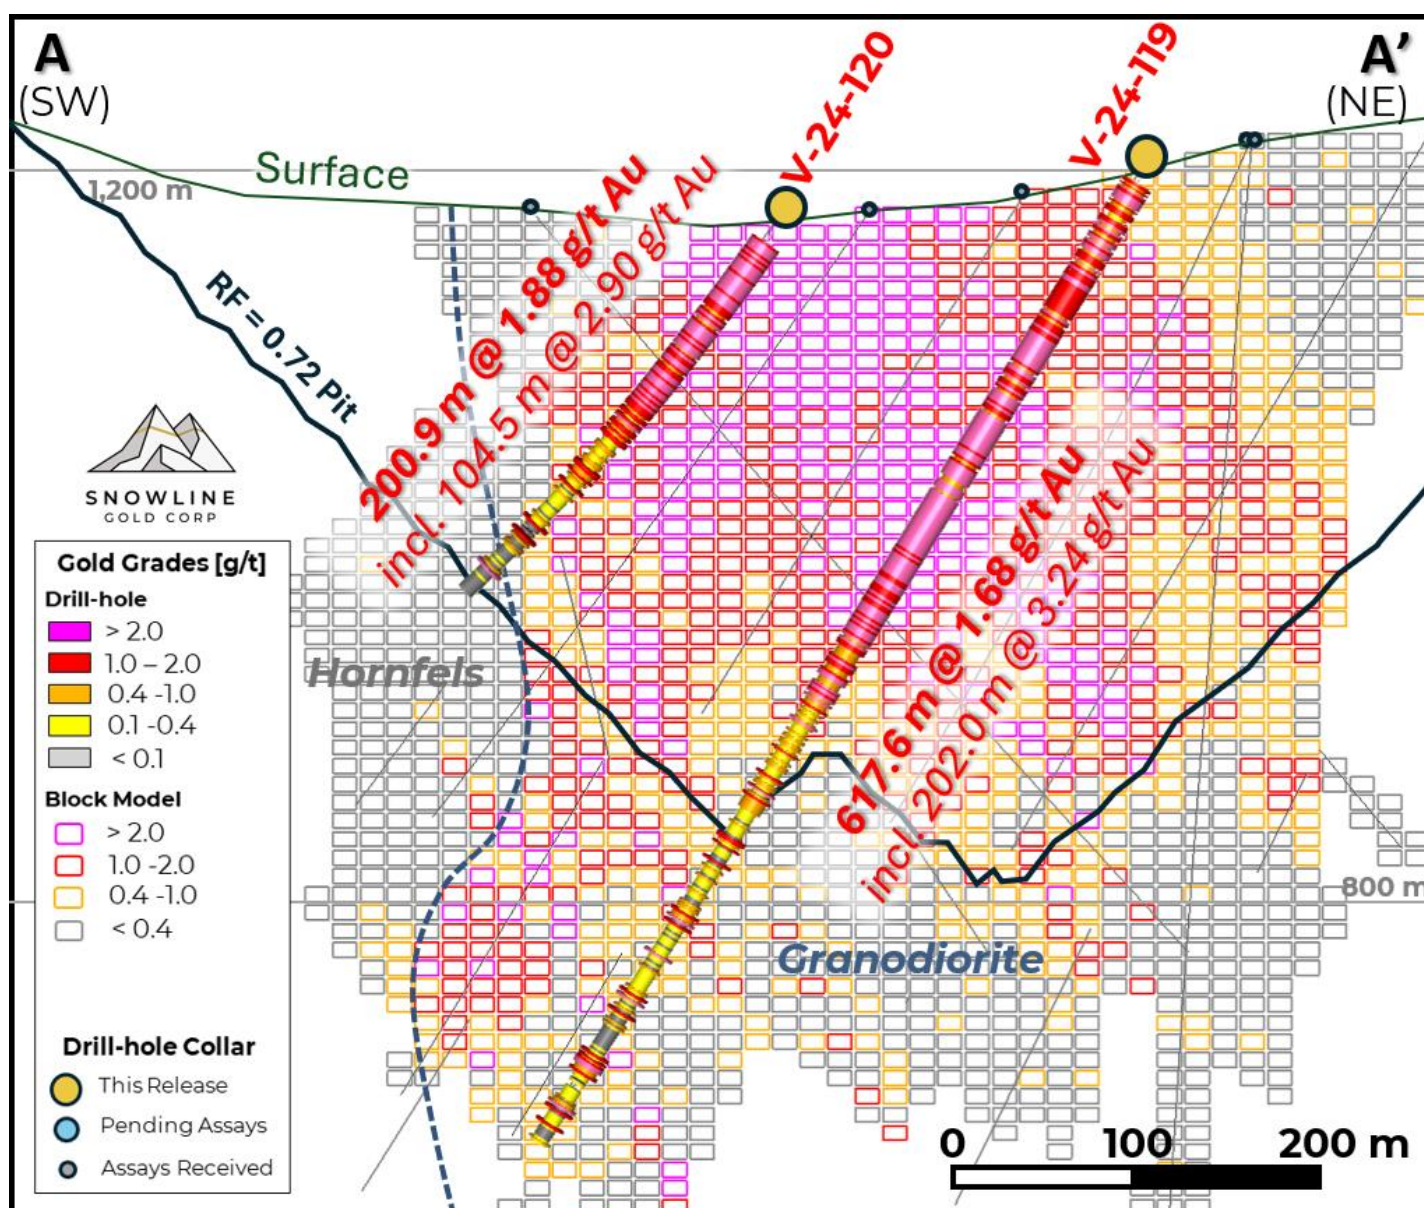 A
(SW)
A’
(NE)
V-24-120
V-24-119
Surface
1,200 m
200.9 m @ 1.88 g/t Au
incl. 104.5 m @ 2.90 g/t Au
RF = 0.72 Pit
SNOWLINE
GOLD CORP
617.6 m @ 1.68 g/t Au
incl. 202.0 m @ 3.24 g/t Au
Hornfels
Granodiorite
800 m
Gold Grades [g/t]
Drill-hole
> 2.0
1.0 – 2.0
0.4 -1.0
0.1 -0.4
< 0.1
Block Model
> 2.0
1.0 -2.0
0.4 -1.0
< 0.4
Drill-hole Collar
This Release
Pending Assays
Assays Received
0 100 200 m